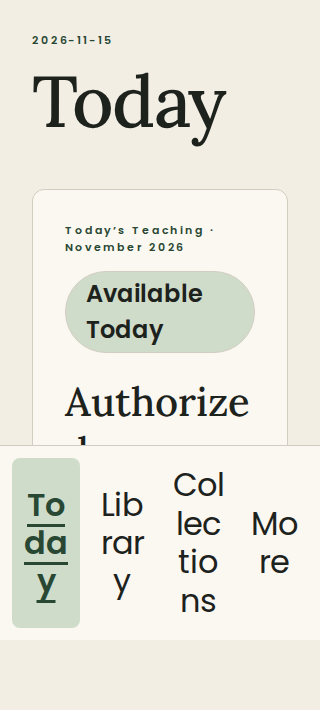 2026-11-15
Today
Today's Teaching ·
November 2026
Available
Today
Authorize
To
da
y
Lib
rar
y
Col
lec
tio
ns
Mo
re